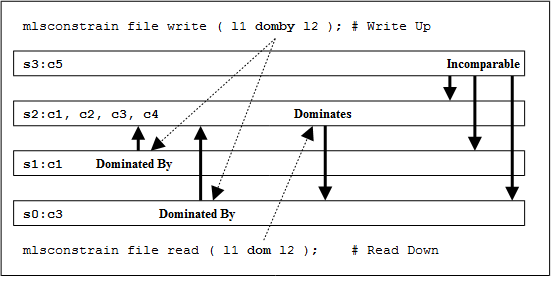 mlsconstrain file write ( l1 domby l2 ); # Write Up
s3:c5 Incomparable
s2:c1, c2, c3, c4 Dominates
s1:c1 Dominated By
s0:c3 Dominated By
mlsconstrain file read ( l1 dom l2 ); # Read Down